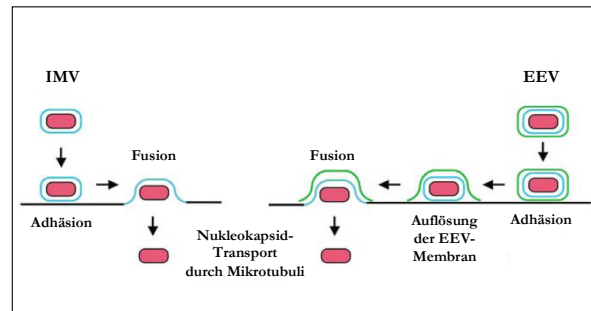 IMV
EEV
Fusion
Fusion
Adhäsion
Nukleokapsid-
Transport
durch Mikrotubuli
Auflösung
der EEV-
Membran
Adhäsion